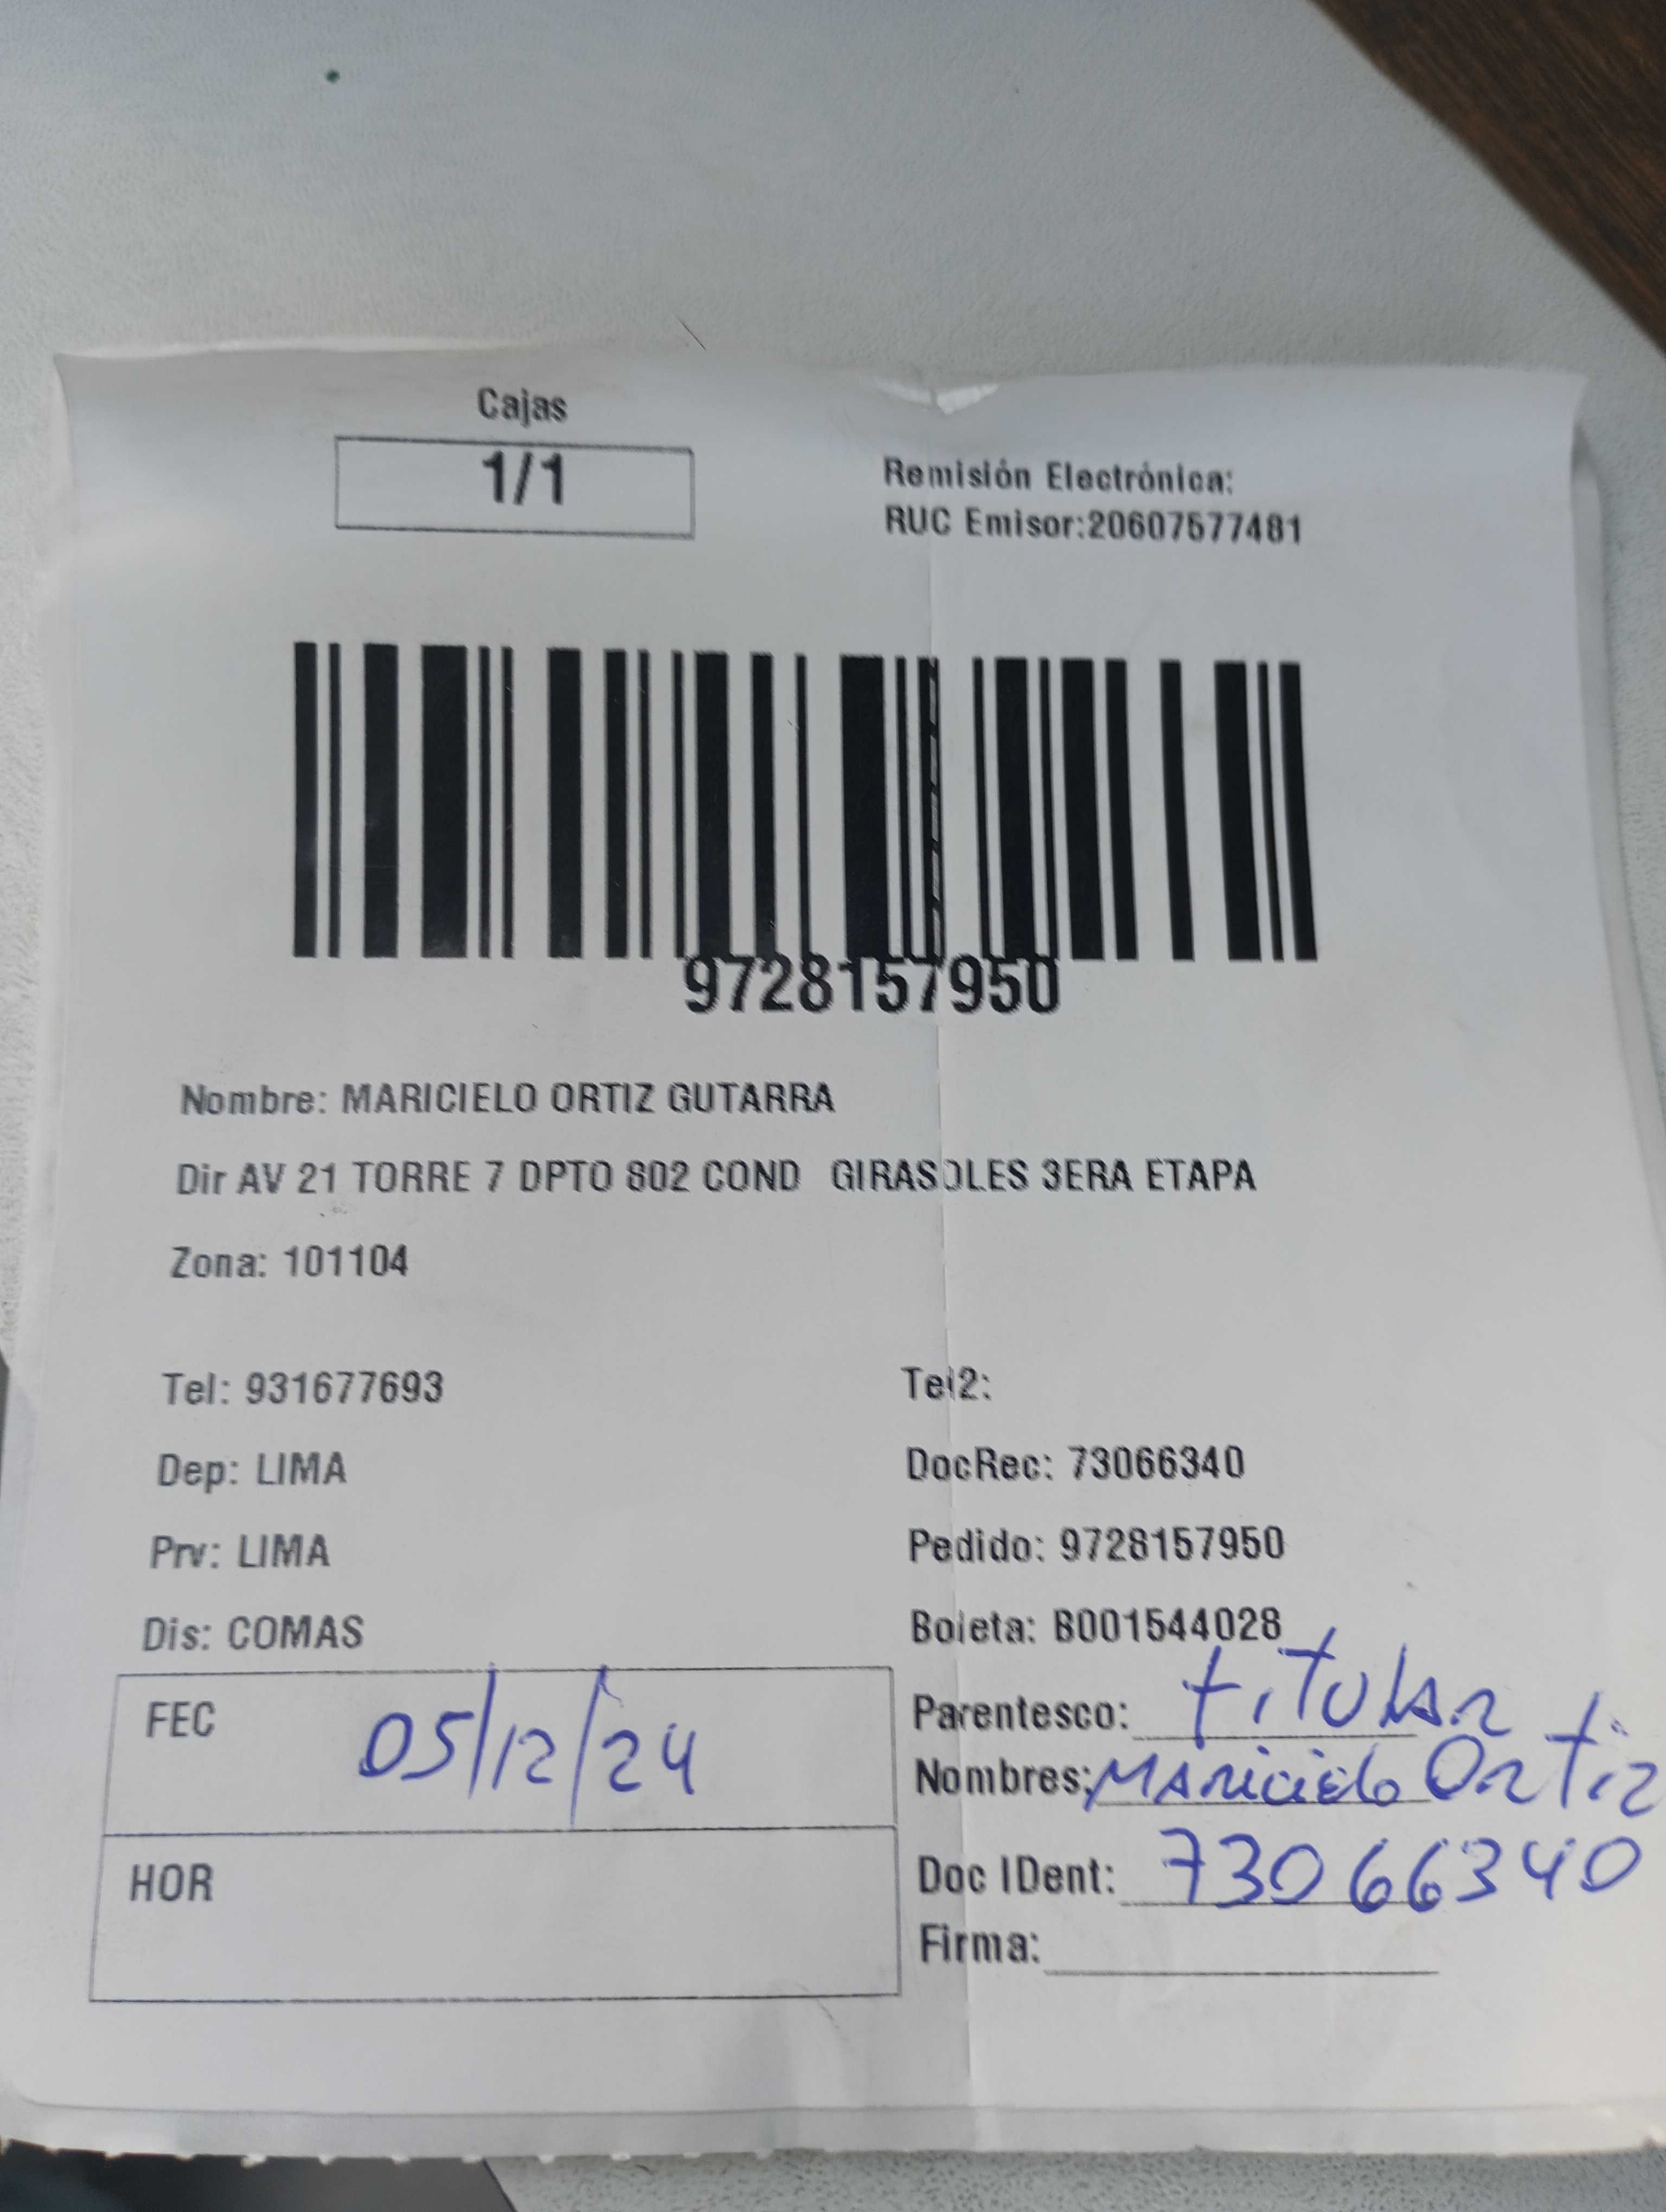 Cajas
1/1
Remisión Electrónica:
RUC Emisor:20607577481
9728157950
Nombre: MARICIELO ORTIZ GUTARRA
Dir AV 21 TORRE 7 DPTO 802 COND GIRASOLES 3ERA ETAPA
Zona: 101104
Tel: 931677693
Tel2:
Dep: LIMA
DocRec: 73066340
Prv: LIMA
Pedido: 9728157950
Dis: COMAS
Boleta: B001544028
FEC 05/12/24
Parentesco: titular
Nombres: Maricielo Ortiz
HOR
Doc IDent: 73066340
Firma: